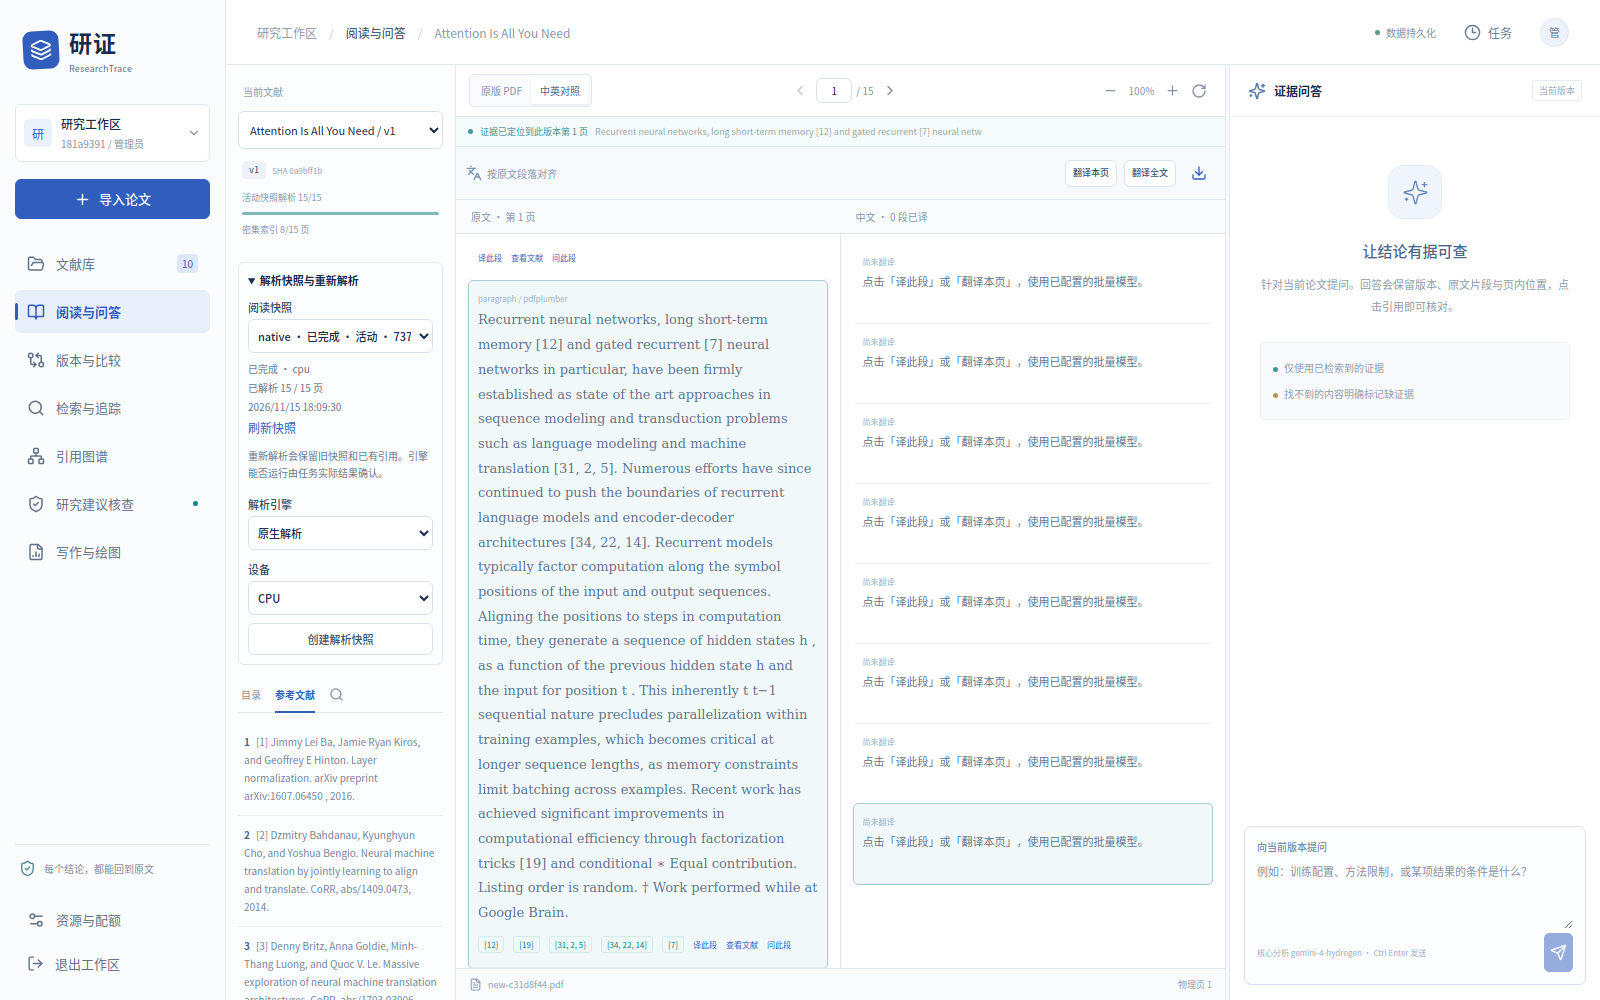 研证
ResearchTrace
研
研究工作区
181a9391 / 管理员
导入论文
文献库
10
阅读与问答
版本与比较
检索与追踪
引用图谱
研究建议核查
写作与绘图
每个结论，都能回到原文
资源与配额
退出工作区
研究工作区 / 阅读与问答 / Attention Is All You Need
数据持久化
任务
管
当前文献
Attention Is All You Need / v1
v1
SHA 0a9bff1b
活动快照解析 15/15
密集索引 8/15 页
▼ 解析快照与重新解析
阅读快照
native · 已完成 · 活动 · 737
已完成 · cpu
已解析 15 / 15 页
2026/11/15 18:09:30
刷新快照
重新解析会保留旧快照和已有引用。引擎
能否运行由任务实际结果确认。
解析引擎
原生解析
设备
CPU
创建解析快照
目录
参考文献
1 [1] Jimmy Lei Ba, Jamie Ryan Kiros,
and Geoffrey E Hinton. Layer
normalization. arXiv preprint
arXiv:1607.06450 , 2016.
2 [2] Dzmitry Bahdanau, Kyunghyun
Cho, and Yoshua Bengio. Neural machine
translation by jointly learning to align
and translate. CoRR, abs/1409.0473,
2014.
3 [3] Denny Britz, Anna Goldie, Minh-
Thang Luong, and Quoc V. Le. Massive
exploration of neural machine translation
architectures. CoRR, abs/1703.03906,
原版 PDF
中英对照
1
/ 15
100%
证据已定位到此版本第 1 页 Recurrent neural networks, long short-term memory [12] and gated recurrent [7] neural netw
按原文段落对齐
翻译本页
翻译全文
原文 · 第 1 页
中文 · 0 段已译
译此段 查看文献 问此段
paragraph / pdfplumber
Recurrent neural networks, long short-term
memory [12] and gated recurrent [7] neural
networks in particular, have been firmly
established as state of the art approaches in
sequence modeling and transduction problems
such as language modeling and machine
translation [31, 2, 5]. Numerous efforts have since
continued to push the boundaries of recurrent
language models and encoder-decoder
architectures [34, 22, 14]. Recurrent models
typically factor computation along the symbol
positions of the input and output sequences.
Aligning the positions to steps in computation
time, they generate a sequence of hidden states h ,
as a function of the previous hidden state h and
the input for position t . This inherently t t−1
sequential nature precludes parallelization within
training examples, which becomes critical at
longer sequence lengths, as memory constraints
limit batching across examples. Recent work has
achieved significant improvements in
computational efficiency through factorization
tricks [19] and conditional ∗ Equal contribution.
Listing order is random. † Work performed while at
Google Brain.
[12] [19] [31, 2, 5] [34, 22, 14] [7] 译此段 查看文献 问此段
尚未翻译
点击「译此段」或「翻译本页」，使用已配置的批量模型。
尚未翻译
点击「译此段」或「翻译本页」，使用已配置的批量模型。
尚未翻译
点击「译此段」或「翻译本页」，使用已配置的批量模型。
尚未翻译
点击「译此段」或「翻译本页」，使用已配置的批量模型。
尚未翻译
点击「译此段」或「翻译本页」，使用已配置的批量模型。
尚未翻译
点击「译此段」或「翻译本页」，使用已配置的批量模型。
尚未翻译
点击「译此段」或「翻译本页」，使用已配置的批量模型。
尚未翻译
点击「译此段」或「翻译本页」，使用已配置的批量模型。
new-c31d8f44.pdf
物理页 1
证据问答
当前版本
让结论有据可查
针对当前论文提问。回答会保留版本、原文片段与页内位置，点
击引用即可核对。
仅使用已检索到的证据
找不到的内容明确标记缺证据
向当前版本提问
例如：训练配置、方法限制，或某项结果的条件是什么？
核心分析 gemini-4-hydrogen · Ctrl Enter 发送